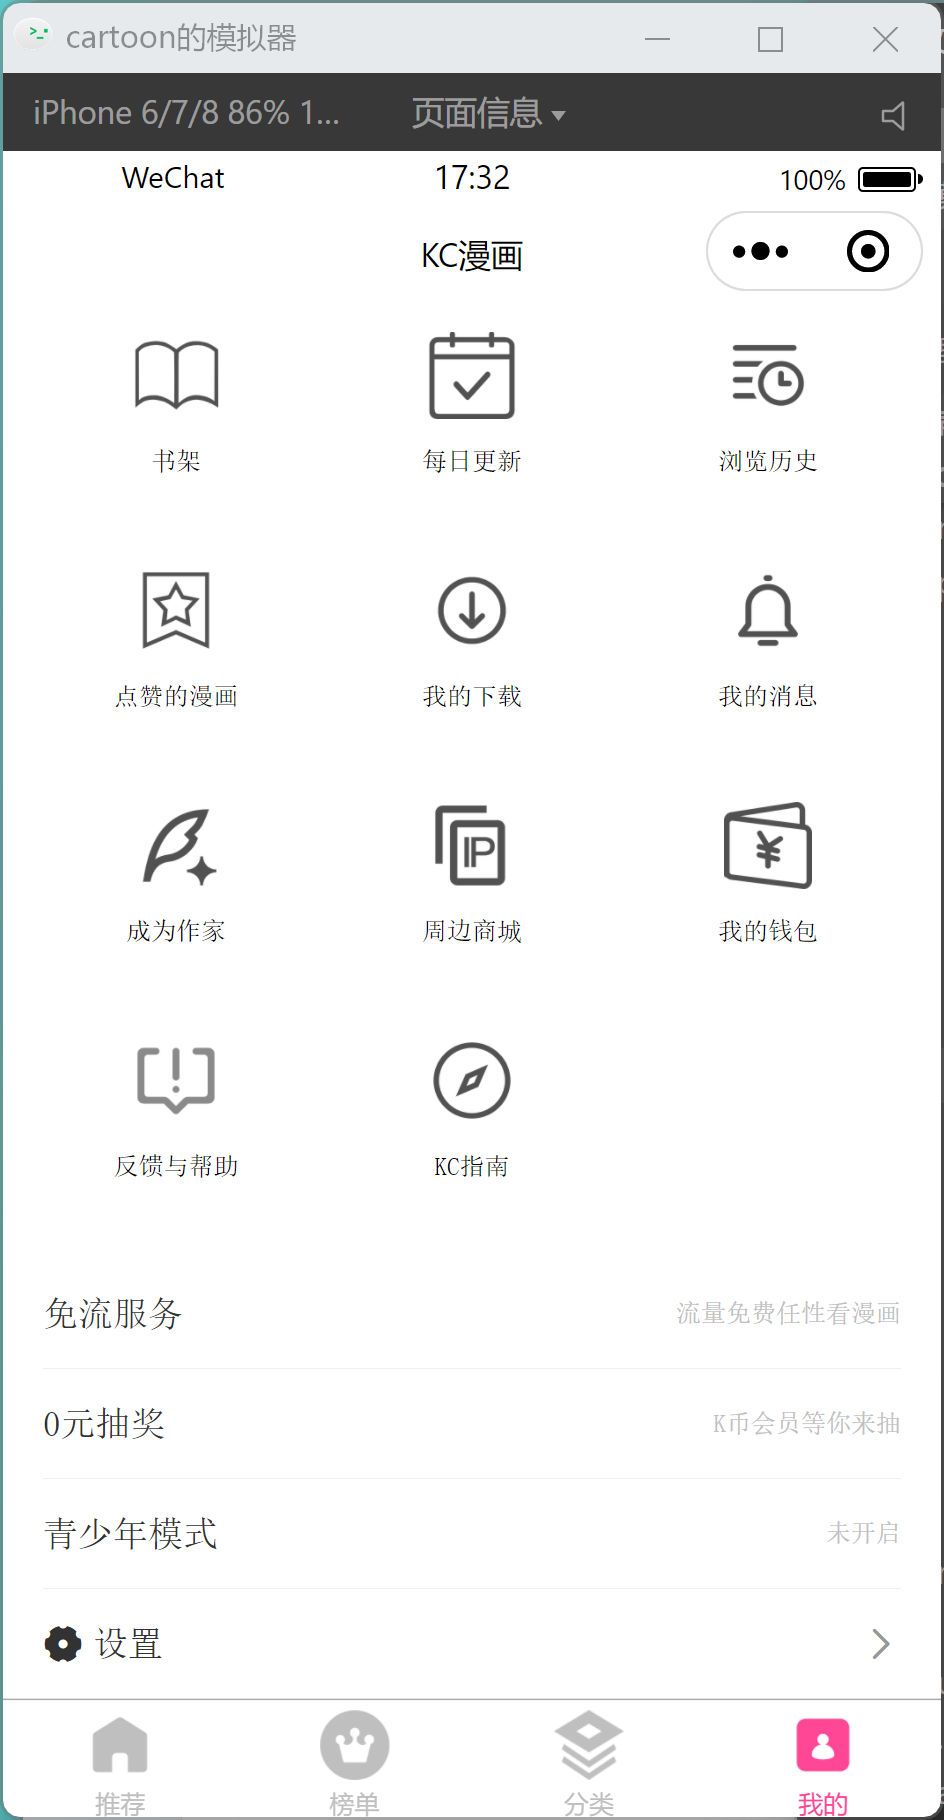 cartoon的模拟器
iPhone 6/7/8 86% 1... 页面信息
WeChat 17:32 100%
KC漫画
书架 每日更新 浏览历史
点赞的漫画 我的下载 我的消息
IP ¥
成为作家 周边商城 我的钱包
反馈与帮助 KC指南
免流服务 流量免费任性看漫画
0元抽奖 K币会员等你来抽
青少年模式 未开启
设置
推荐 榜单 分类 我的